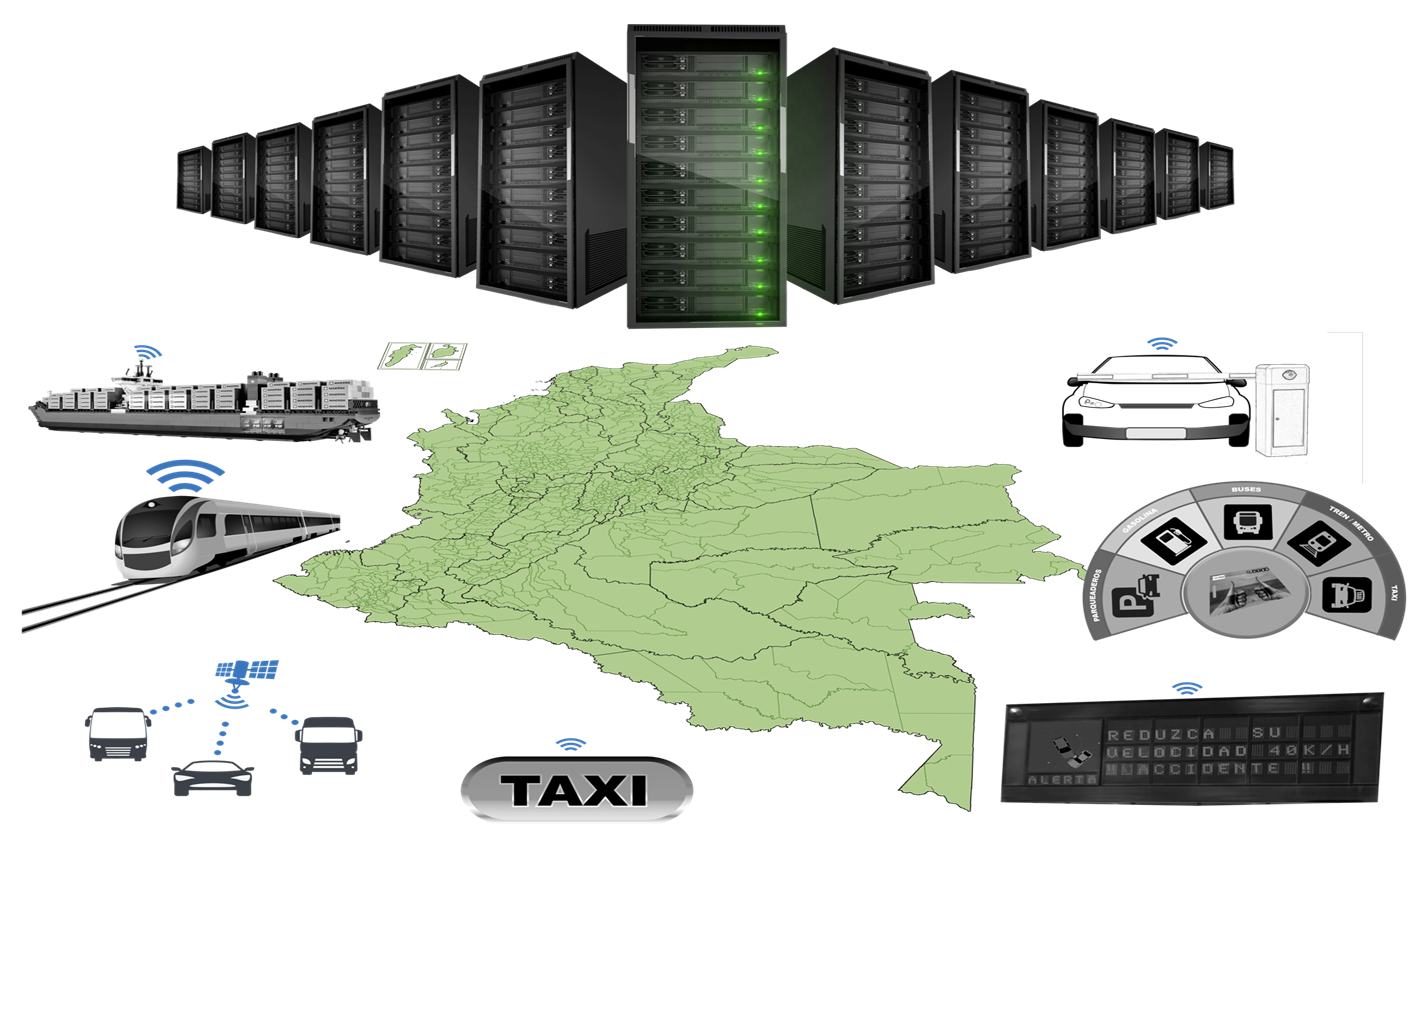 BUSES
GASOLINA
TREN / METRO
PARQUEADEROS
TAXI
P
REDUZCA SU
VELOCIDAD 40K/H
!! ACCIDENTE !!
ALERTA
TAXI